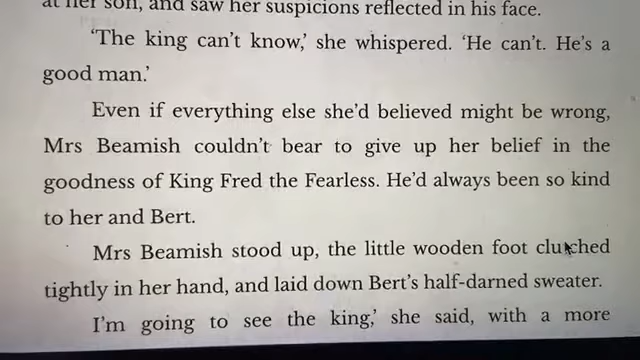 at her son, and saw her suspicions reflected in his face.
‘The king can’t know,’ she whispered. ‘He can’t. He’s a
good man.’
Even if everything else she’d believed might be wrong,
Mrs Beamish couldn’t bear to give up her belief in the
goodness of King Fred the Fearless. He’d always been so kind
to her and Bert.
Mrs Beamish stood up, the little wooden foot clutched
tightly in her hand, and laid down Bert’s half-darned sweater.
I’m going to see the king,’ she said, with a more